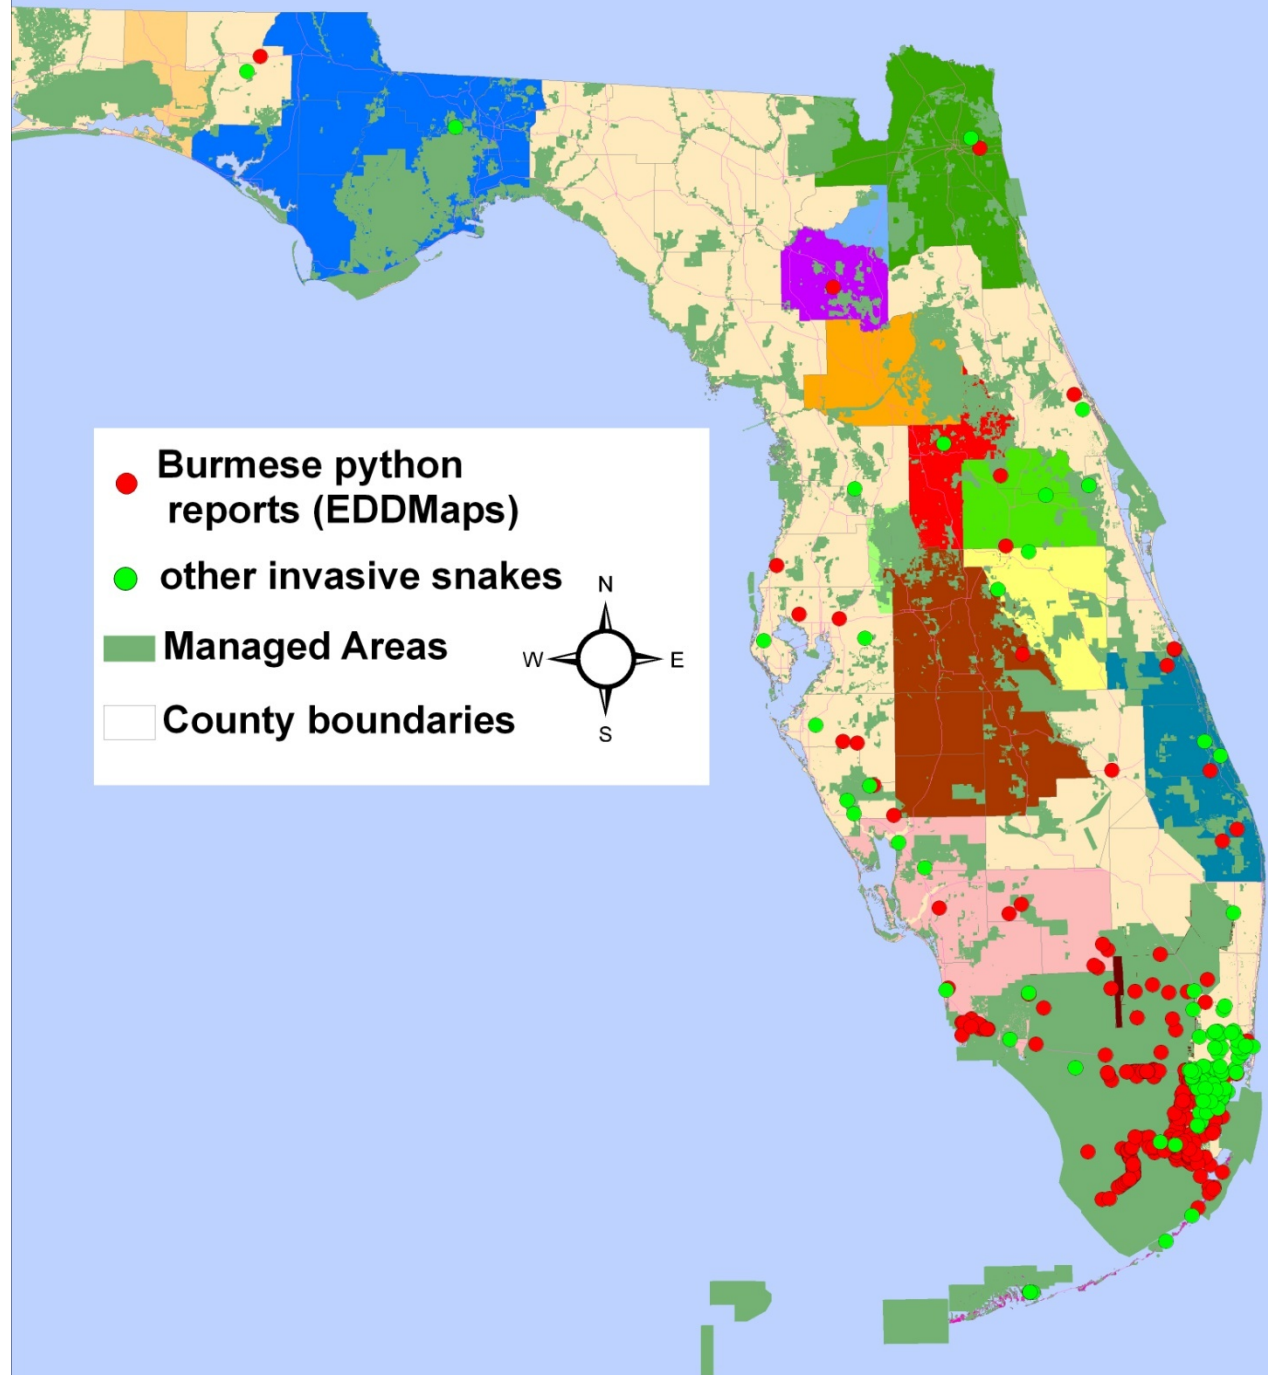 Burmese python
reports (EDDMaps)
other invasive snakes
Managed Areas
County boundaries
N
W E
S